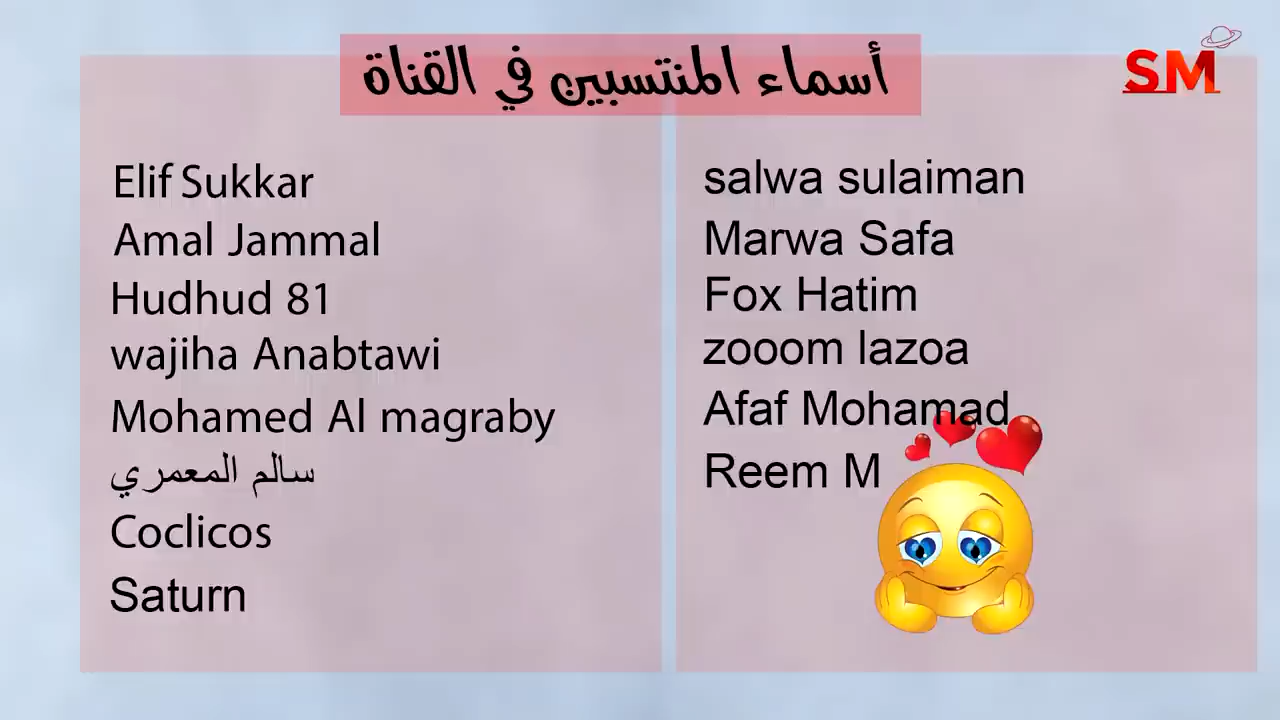 أسماء المنتسبين في القناة
SM
Elif Sukkar
Amal Jammal
Hudhud 81
wajiha Anabtawi
Mohamed Al magraby
سالم المعمري
Coclicos
Saturn
salwa sulaiman
Marwa Safa
Fox Hatim
zooom lazoa
Afaf Mohamad
Reem M